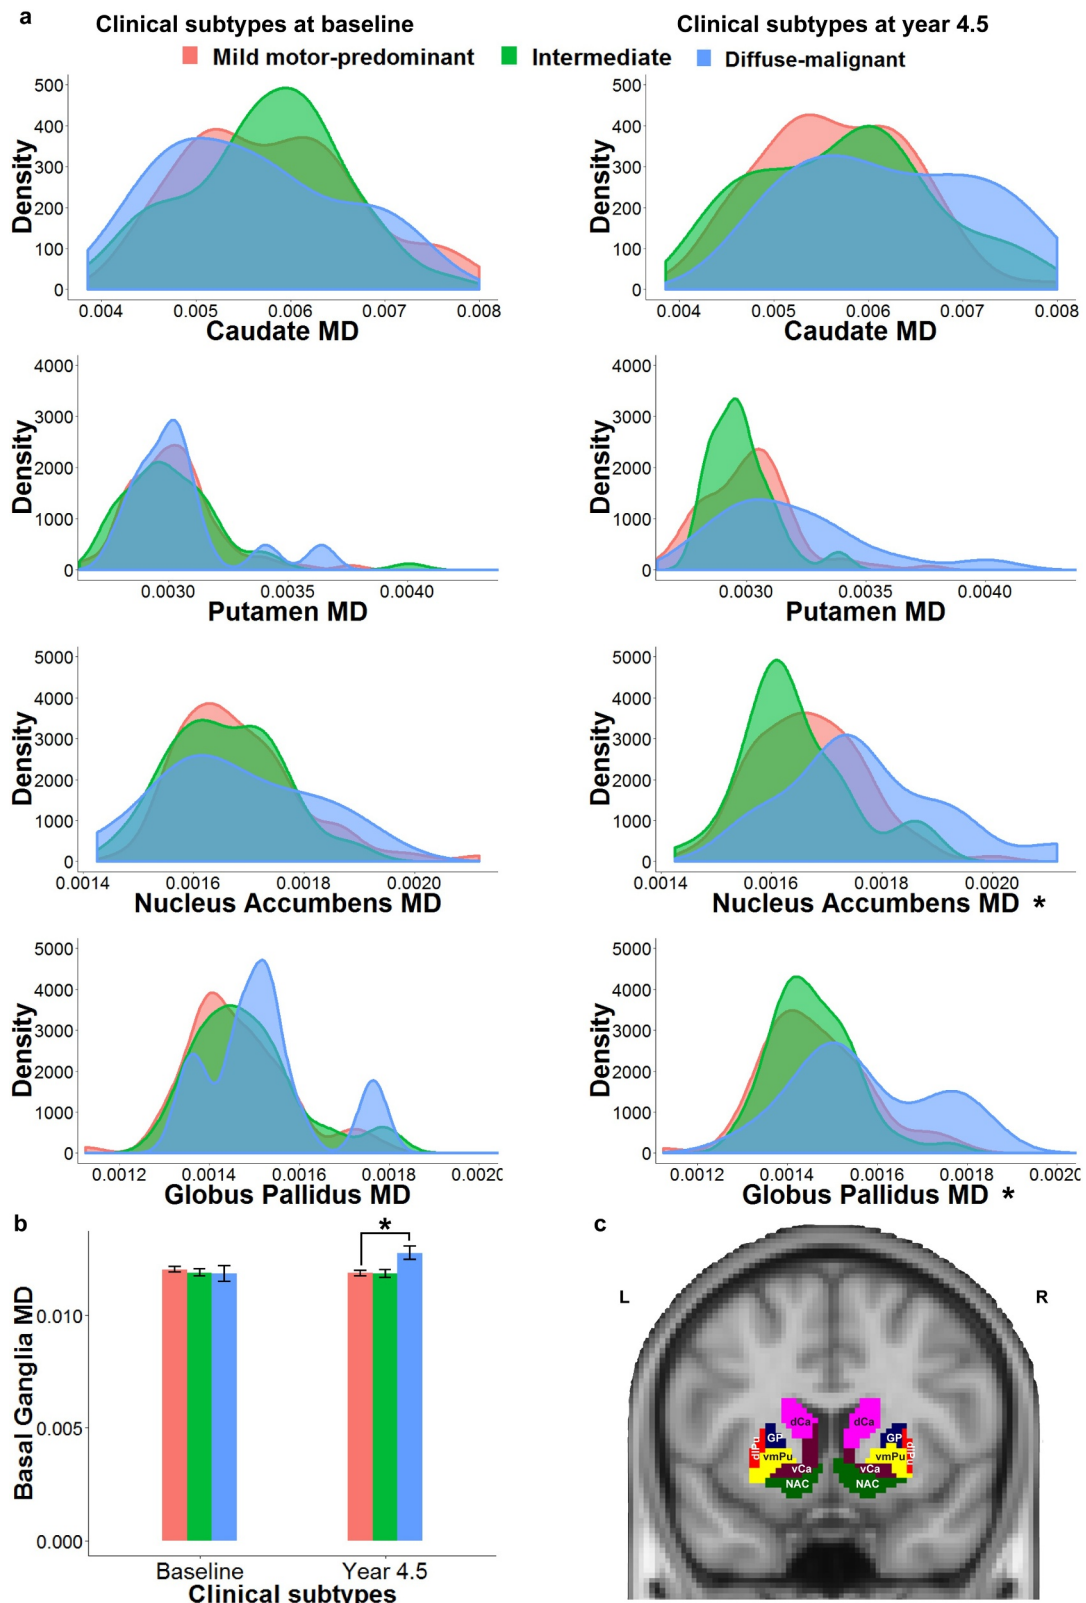 a
Clinical subtypes at baseline
Clinical subtypes at year 4.5
Mild motor-predominant
Intermediate
Diffuse-malignant
Density
500
400
300
200
100
0
0.004 0.005 0.006 0.007 0.008
Caudate MD
Density
500
400
300
200
100
0
0.004 0.005 0.006 0.007 0.008
Caudate MD
Density
4000
3000
2000
1000
0
0.0030 0.0035 0.0040
Putamen MD
Density
4000
3000
2000
1000
0
0.0030 0.0035 0.0040
Putamen MD
Density
5000
4000
3000
2000
1000
0
0.0014 0.0016 0.0018 0.0020
Nucleus Accumbens MD
Density
5000
4000
3000
2000
1000
0
0.0014 0.0016 0.0018 0.0020
Nucleus Accumbens MD *
Density
5000
4000
3000
2000
1000
0
0.0012 0.0014 0.0016 0.0018 0.0020
Globus Pallidus MD
Density
5000
4000
3000
2000
1000
0
0.0012 0.0014 0.0016 0.0018 0.0020
Globus Pallidus MD *
b
Basal Ganglia MD
0.010
0.005
0.000
*
Baseline Year 4.5
Clinical subtypes
c
L R
dCa dCa
GP GP
dlPu dlPu
vmPu vmPu
vCa vCa
NAC NAC